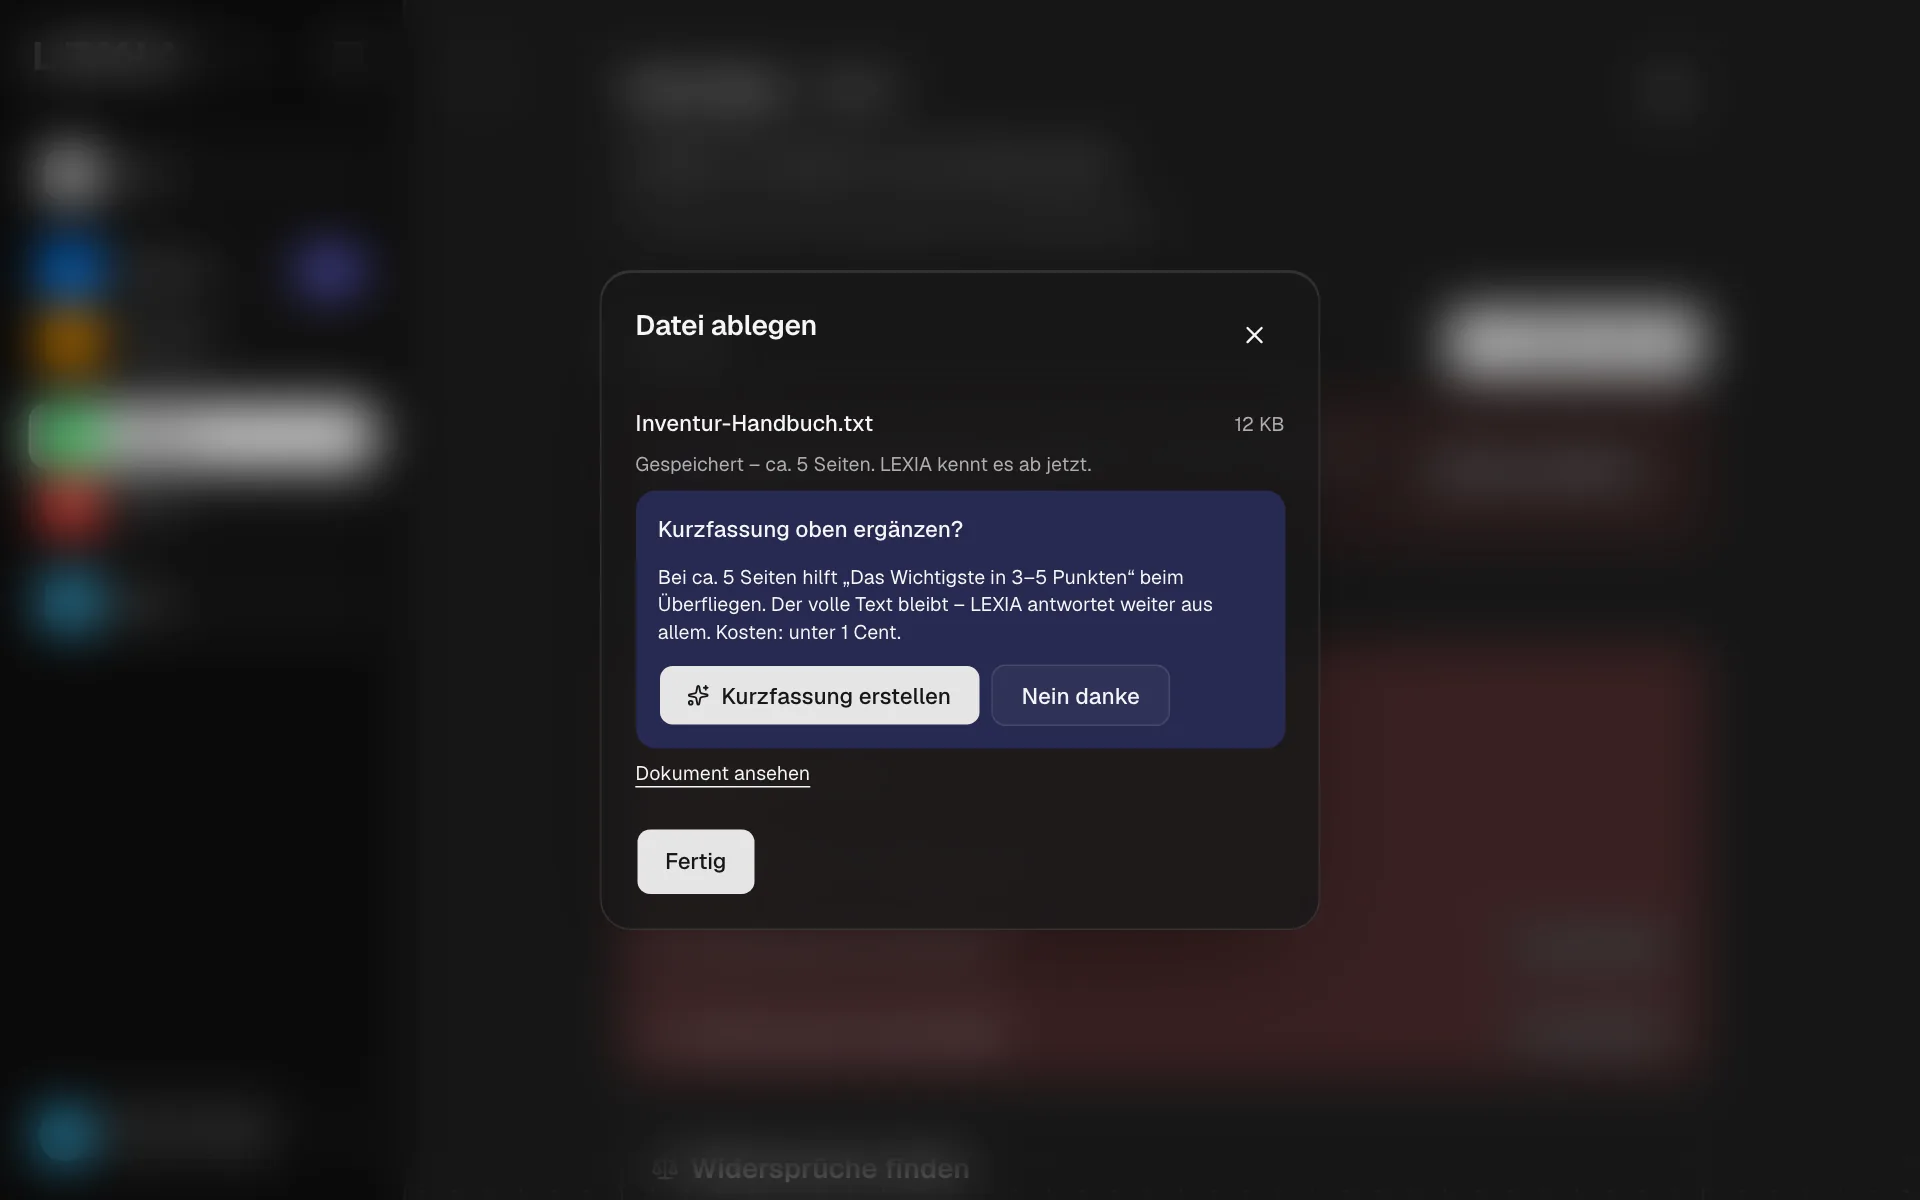 Datei ablegen
Inventur-Handbuch.txt 12 KB
Gespeichert – ca. 5 Seiten. LEXIA kennt es ab jetzt.
Kurzfassung oben ergänzen?
Bei ca. 5 Seiten hilft „Das Wichtigste in 3–5 Punkten“ beim
Überfliegen. Der volle Text bleibt – LEXIA antwortet weiter aus
allem. Kosten: unter 1 Cent.
Kurzfassung erstellen Nein danke
Dokument ansehen
Fertig
Widersprüche finden